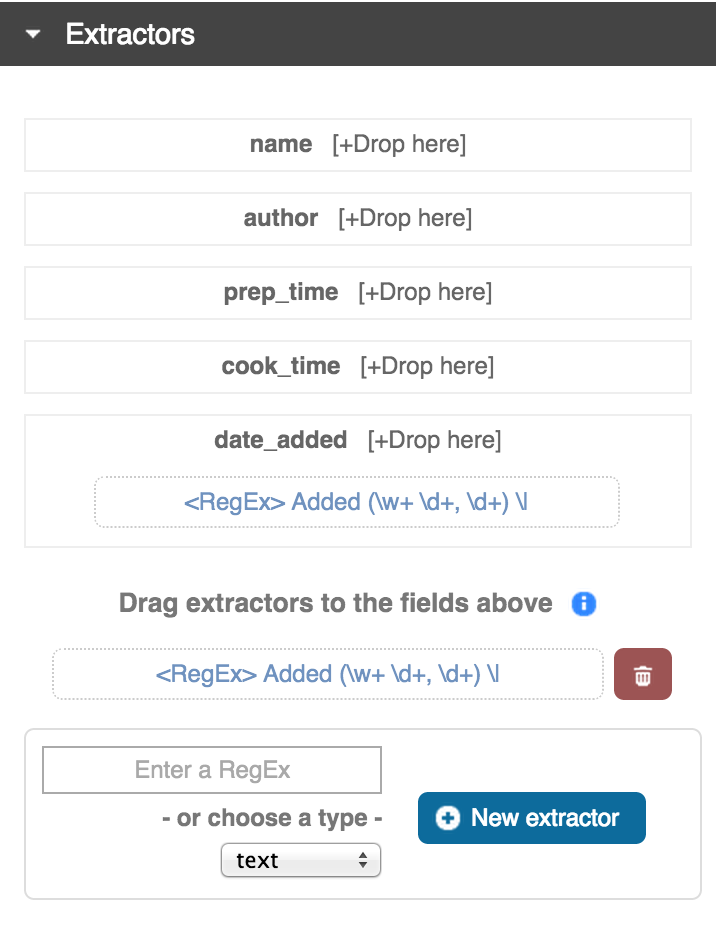 Extractors
name [+Drop here]
author [+Drop here]
prep_time [+Drop here]
cook_time [+Drop here]
date_added [+Drop here]
<RegEx> Added (\w+ \d+, \d+) \|
Drag extractors to the fields above
<RegEx> Added (\w+ \d+, \d+) \|
Enter a RegEx
- or choose a type -
text
New extractor